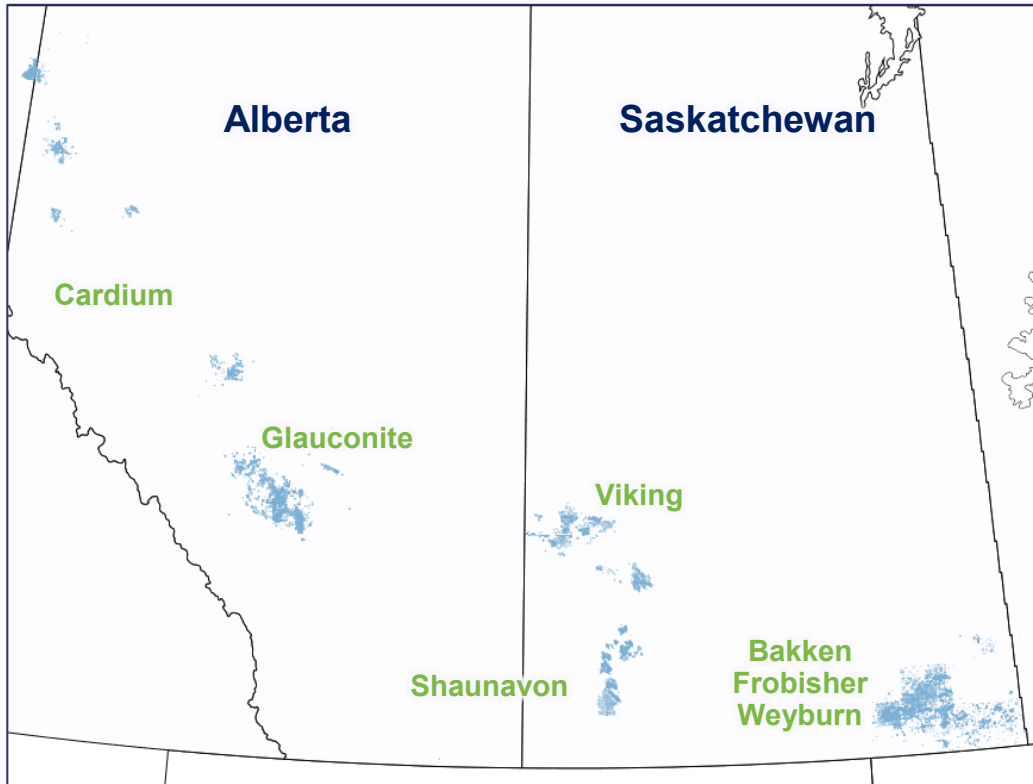 Alberta
Saskatchewan
Cardium
Glauconite
Viking
Shaunavon
Bakken
Frobisher
Weyburn